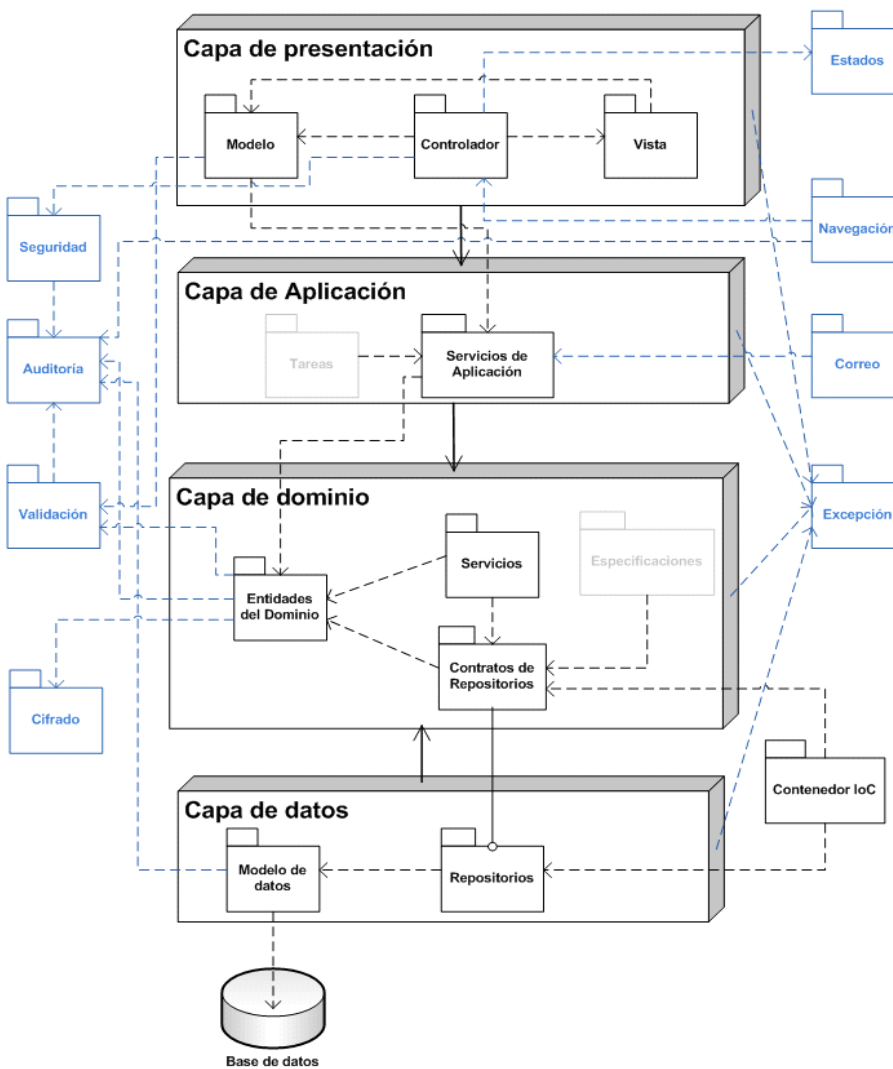 Capa de presentación
Estados
Modelo
Controlador
Vista
Seguridad
Navegación
Capa de Aplicación
Auditoría
Tareas
Servicios de
Aplicación
Correo
Capa de dominio
Validación
Excepción
Servicios
Especificaciones
Entidades
del Dominio
Contratos de
Repositorios
Cifrado
Contenedor IoC
Capa de datos
Modelo de
datos
Repositorios
Base de datos